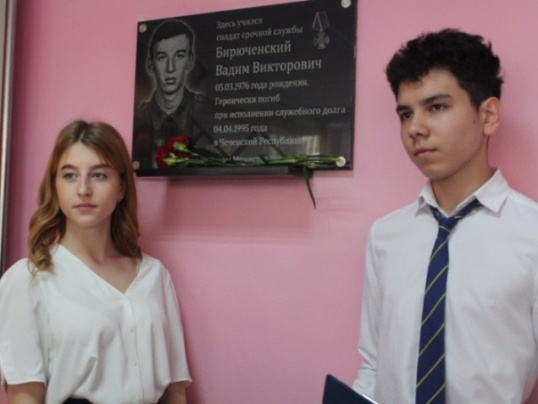 Здесь учился
солдат срочной службы
Бирюченский
Вадим Викторович
05.03.1976 года рождения.
Героически погиб
при исполнении служебного долга
04.04.1995 года
в Чеченской Республике